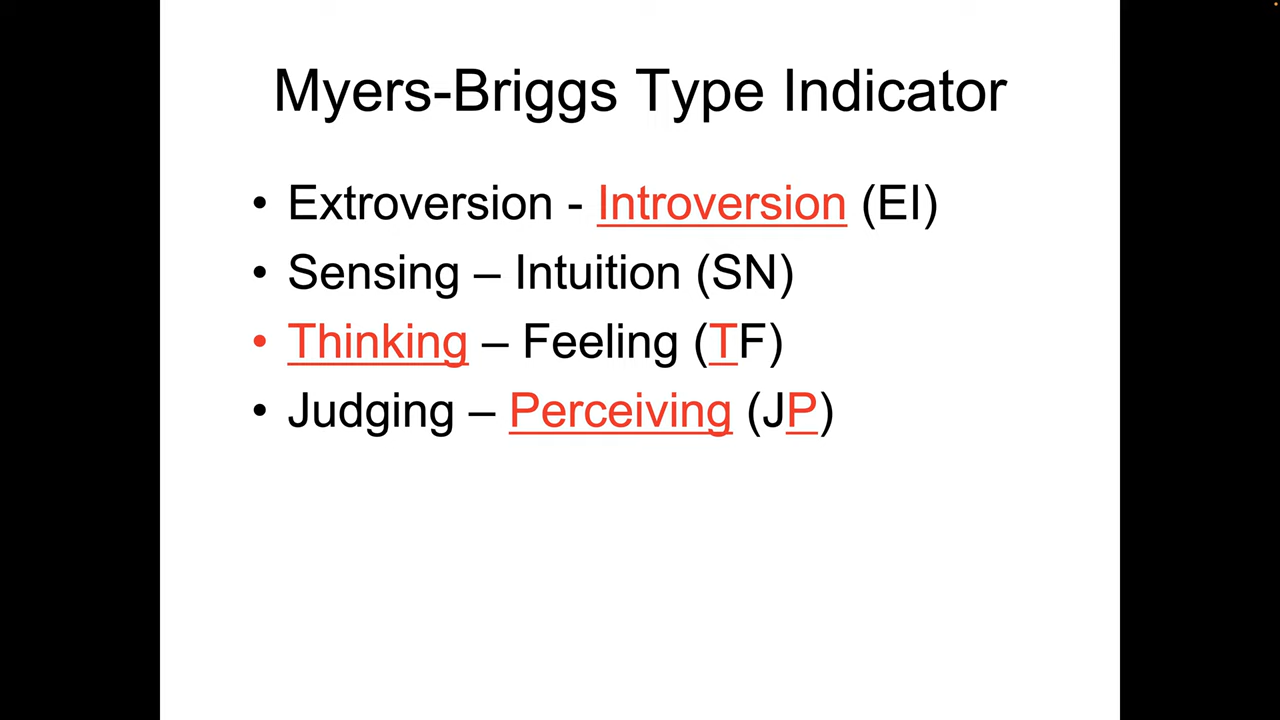 Myers-Briggs Type Indicator
• Extroversion - Introversion (EI)
• Sensing – Intuition (SN)
• Thinking – Feeling (TF)
• Judging – Perceiving (JP)